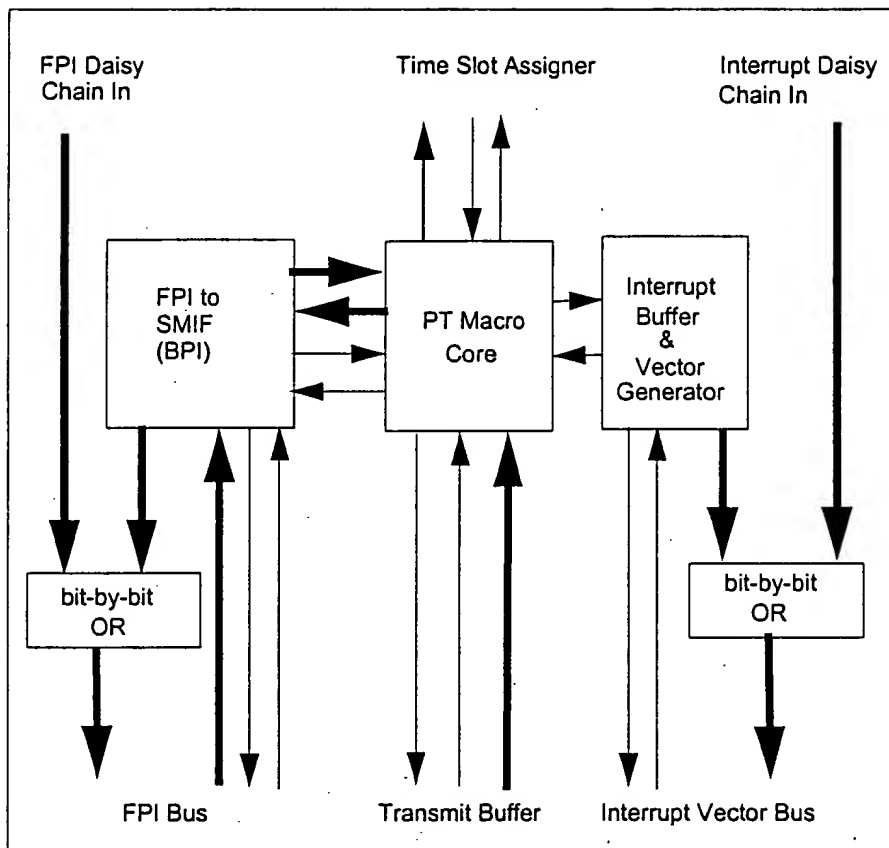 FPI Daisy
Chain In
Time Slot Assigner
Interrupt Daisy
Chain In
FPI to
SMIF
(BPI)
PT Macro
Core
Interrupt
Buffer
&
Vector
Generator
bit-by-bit
OR
bit-by-bit
OR
FPI Bus
Transmit Buffer
Interrupt Vector Bus